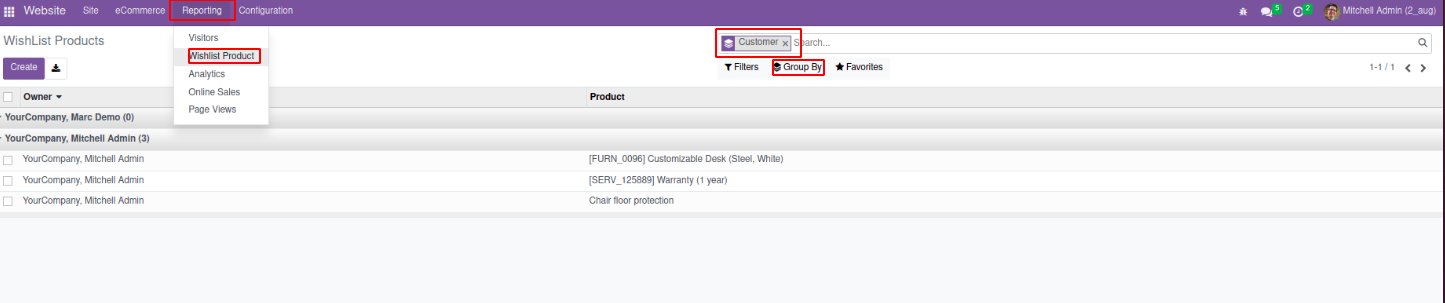 Website Site eCommerce Reporting Configuration 5 2 Mitchell Admin (2_aug)
WishList Products
Customer × Search...
Create
Filters Group By Favorites 1-1 / 1
Visitors
Wishlist Product
Analytics
Online Sales
Page Views
Owner Product
YourCompany, Marc Demo (0)
YourCompany, Mitchell Admin (3)
YourCompany, Mitchell Admin [FURN_0096] Customizable Desk (Steel, White)
YourCompany, Mitchell Admin [SERV_125889] Warranty (1 year)
YourCompany, Mitchell Admin Chair floor protection